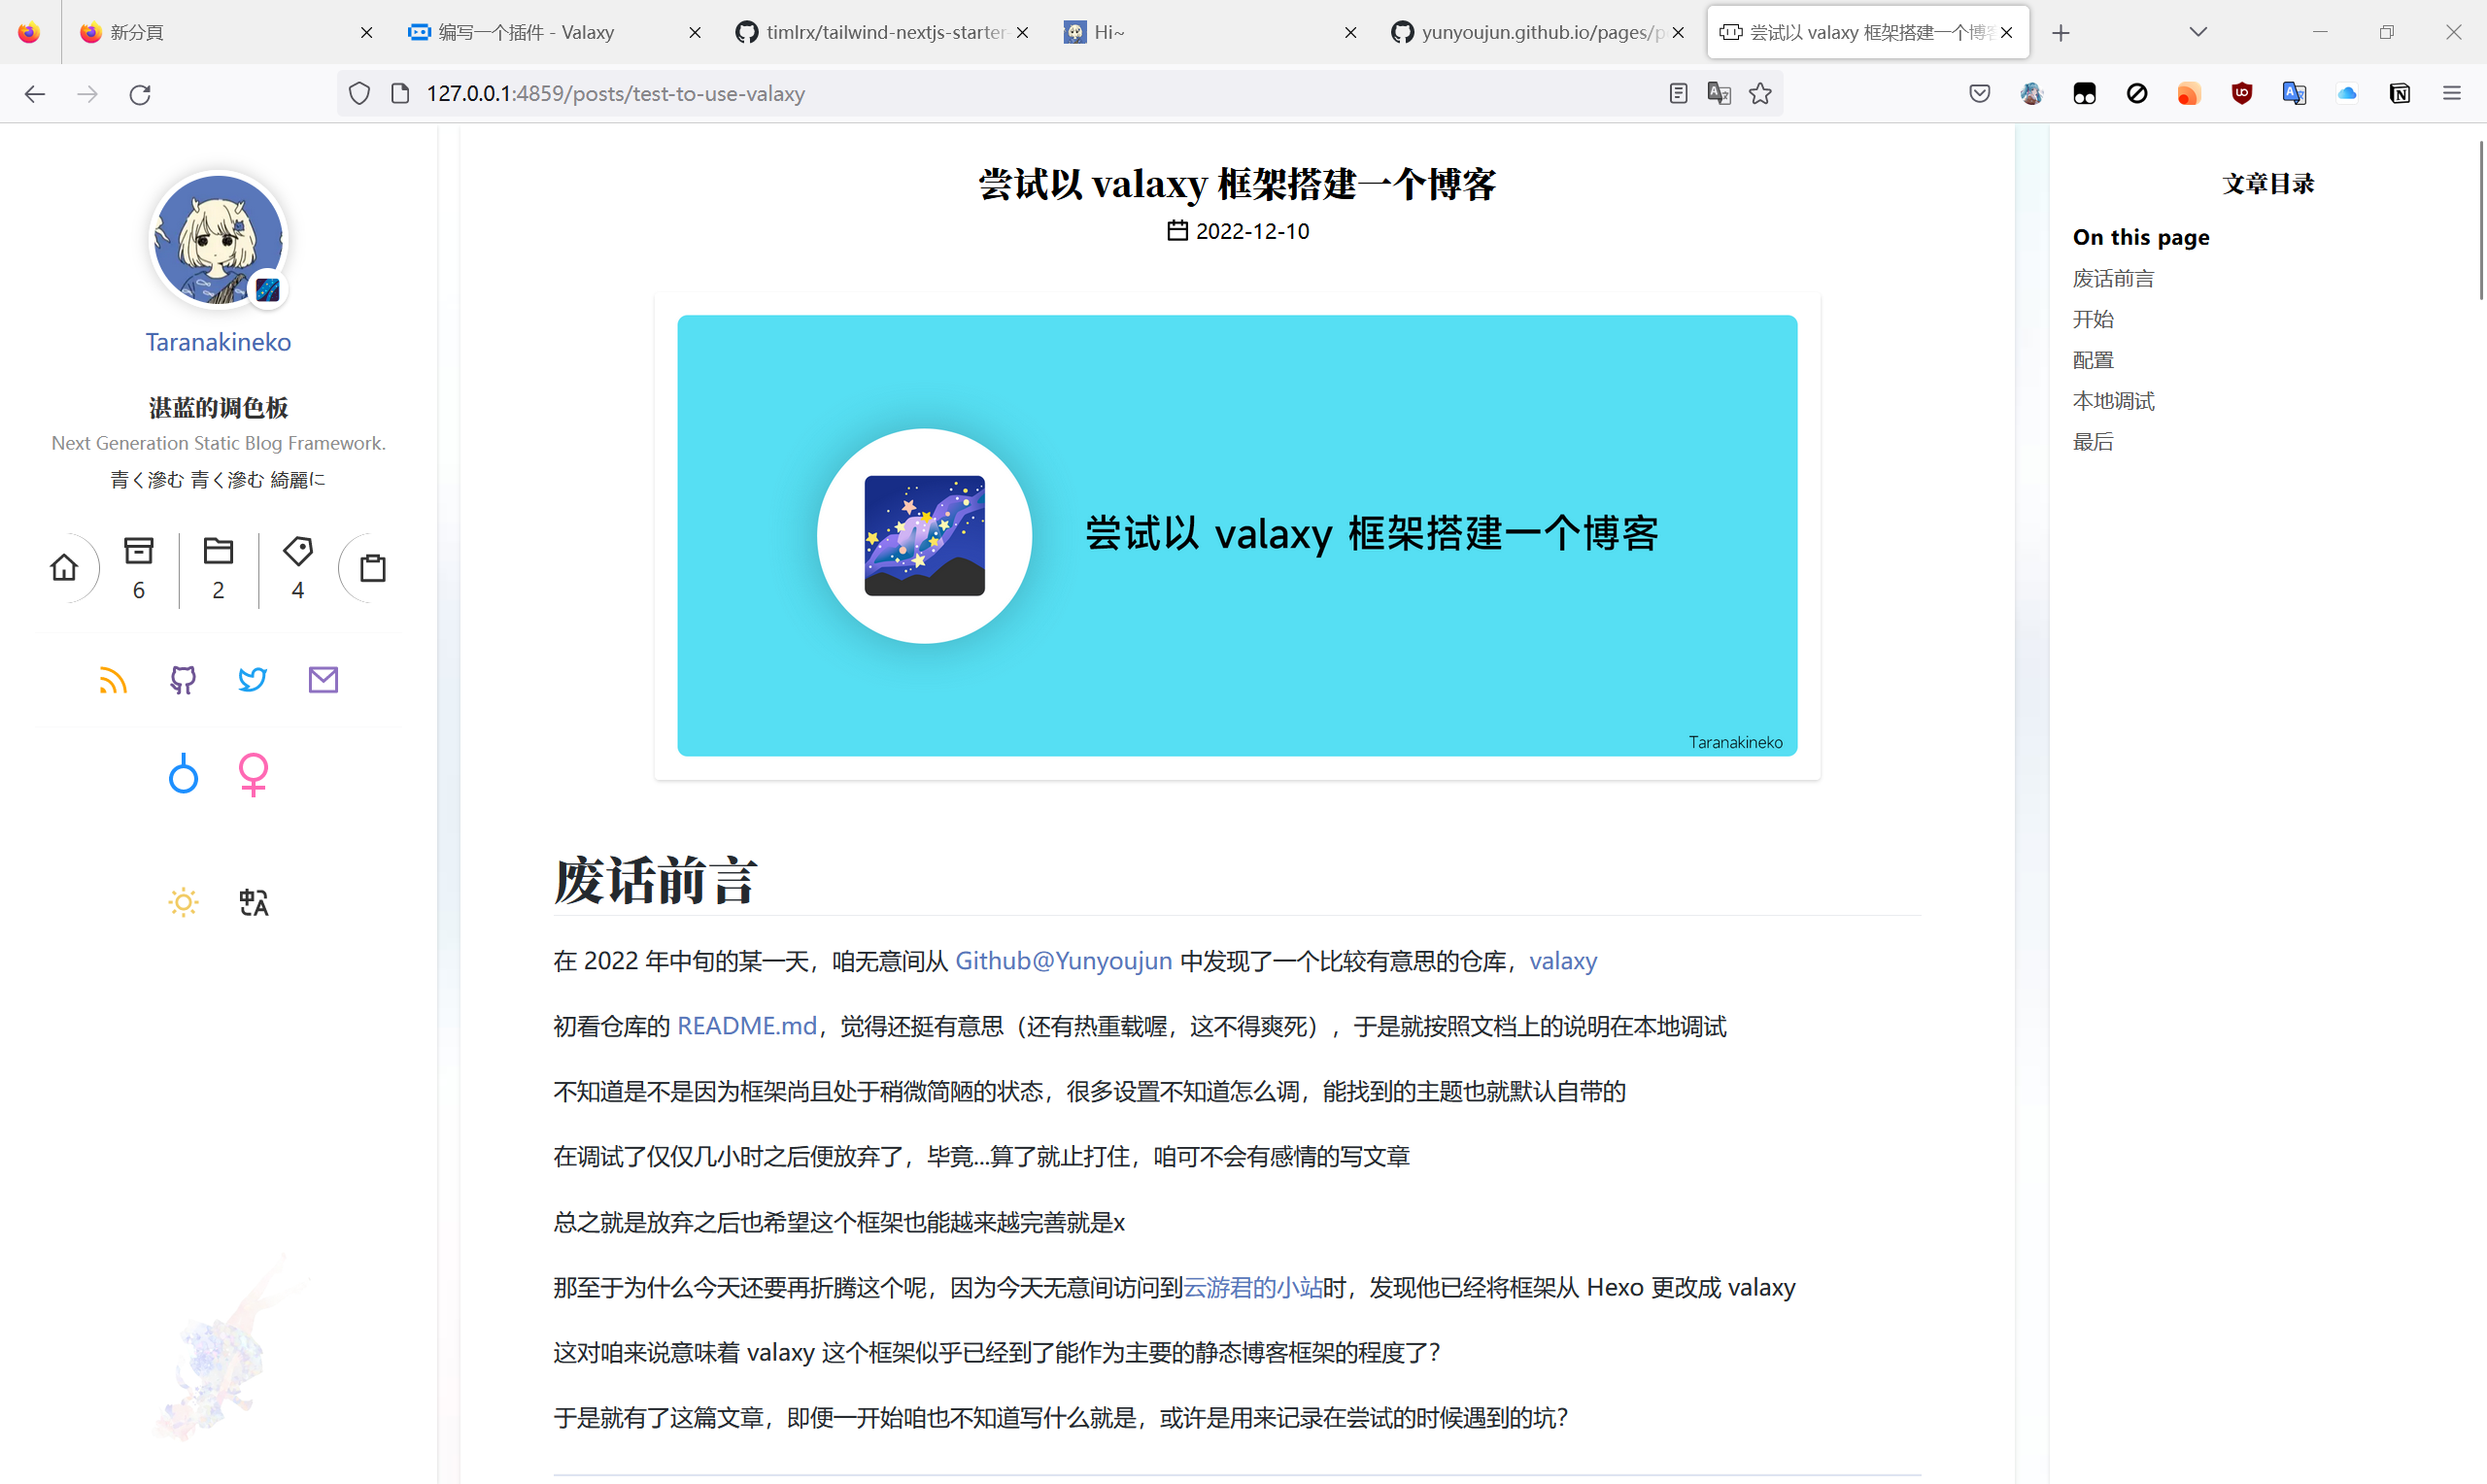 新分頁
编写一个插件 - Valaxy
timlrx/tailwind-nextjs-starter-
Hi~
yunyoujun.github.io/pages/p
尝试以 valaxy 框架搭建一个博客
127.0.0.1:4859/posts/test-to-use-valaxy
Taranakineko
湛蓝的调色板
Next Generation Static Blog Framework.
青く滲む 青く滲む 綺麗に
6
2
4
尝试以 valaxy 框架搭建一个博客
2022-12-10
尝试以 valaxy 框架搭建一个博客
Taranakineko
废话前言
在 2022 年中旬的某一天，咱无意间从 Github@Yunyoujun 中发现了一个比较有意思的仓库，valaxy
初看仓库的 README.md，觉得还挺有意思（还有热重载喔，这不得爽死），于是就按照文档上的说明在本地调试
不知道是不是因为框架尚且处于稍微简陋的状态，很多设置不知道怎么调，能找到的主题也就默认自带的
在调试了仅仅几小时之后便放弃了，毕竟...算了就止打住，咱可不会有感情的写文章
总之就是放弃之后也希望这个框架也能越来越完善就是x
那至于为什么今天还要再折腾这个呢，因为今天无意间访问到云游君的小站时，发现他已经将框架从 Hexo 更改成 valaxy
这对咱来说意味着 valaxy 这个框架似乎已经到了能作为主要的静态博客框架的程度了？
于是就有了这篇文章，即便一开始咱也不知道写什么就是，或许是用来记录在尝试的时候遇到的坑？
文章目录
On this page
废话前言
开始
配置
本地调试
最后